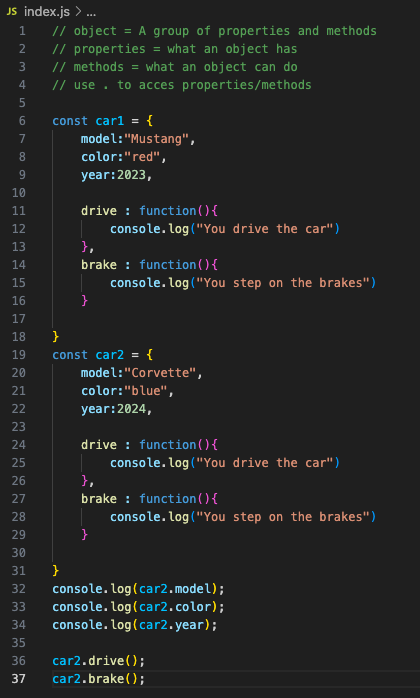 JS index.js > ...
1 // object = A group of properties and methods
2 // properties = what an object has
3 // methods = what an object can do
4 // use . to acces properties/methods
5
6 const car1 = {
7     model:"Mustang",
8     color:"red",
9     year:2023,
10
11     drive : function(){
12         console.log("You drive the car")
13     },
14     brake : function(){
15         console.log("You step on the brakes")
16     }
17
18 }
19 const car2 = {
20     model:"Corvette",
21     color:"blue",
22     year:2024,
23
24     drive : function(){
25         console.log("You drive the car")
26     },
27     brake : function(){
28         console.log("You step on the brakes")
29     }
30
31 }
32 console.log(car2.model);
33 console.log(car2.color);
34 console.log(car2.year);
35
36 car2.drive();
37 car2.brake();